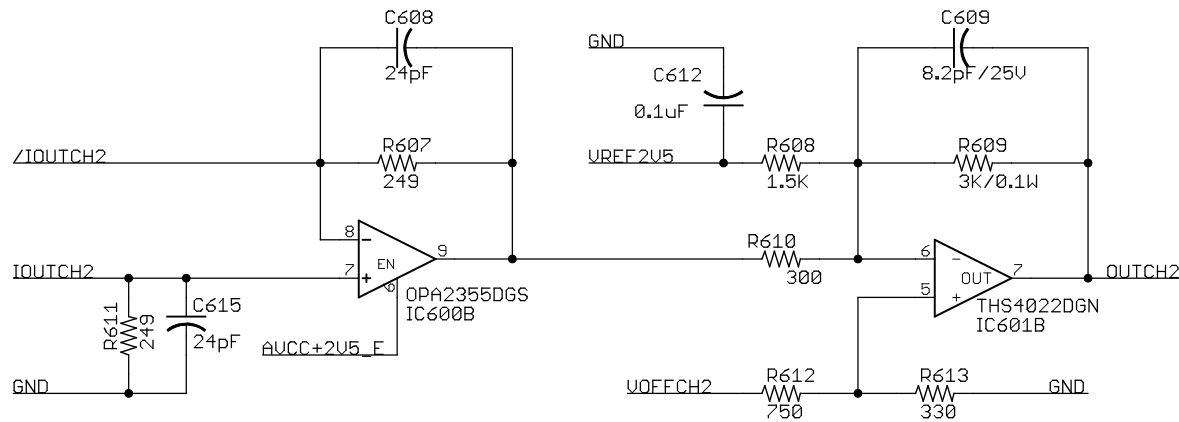 C608
24pF
R607
249
/IOUTCH2
8
7
9
EN
6
OPA2355DGS
IC600B
IOUTCH2
R611
249
C615
24pF
AVCC+2V5_E
GND
GND
C612
0.1uF
VREF2V5
R608
1.5K
C609
8.2pF/25V
R609
3K/0.1W
R610
300
6
5
7
OUT
OUTCH2
THS4022DGN
IC601B
VOFFCH2
R612
750
R613
330
GND